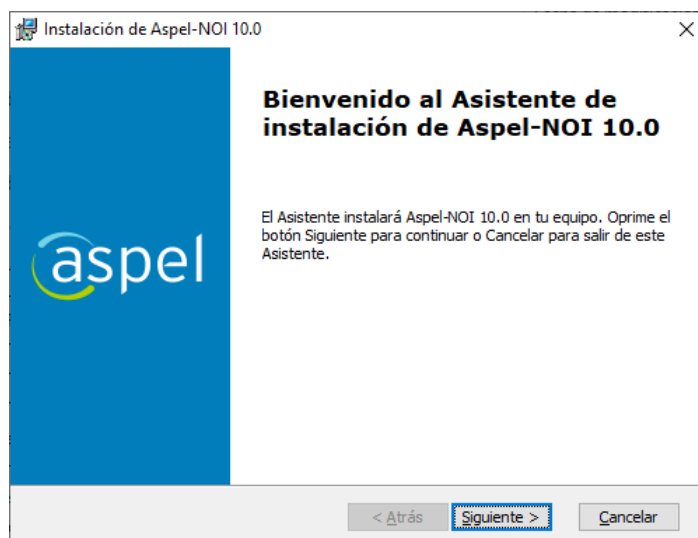 Instalación de Aspel-NOI 10.0
Bienvenido al Asistente de
instalación de Aspel-NOI 10.0
El Asistente instalará Aspel-NOI 10.0 en tu equipo. Oprime el
botón Siguiente para continuar o Cancelar para salir de este
Asistente.
aspel
< Atrás
Siguiente >
Cancelar